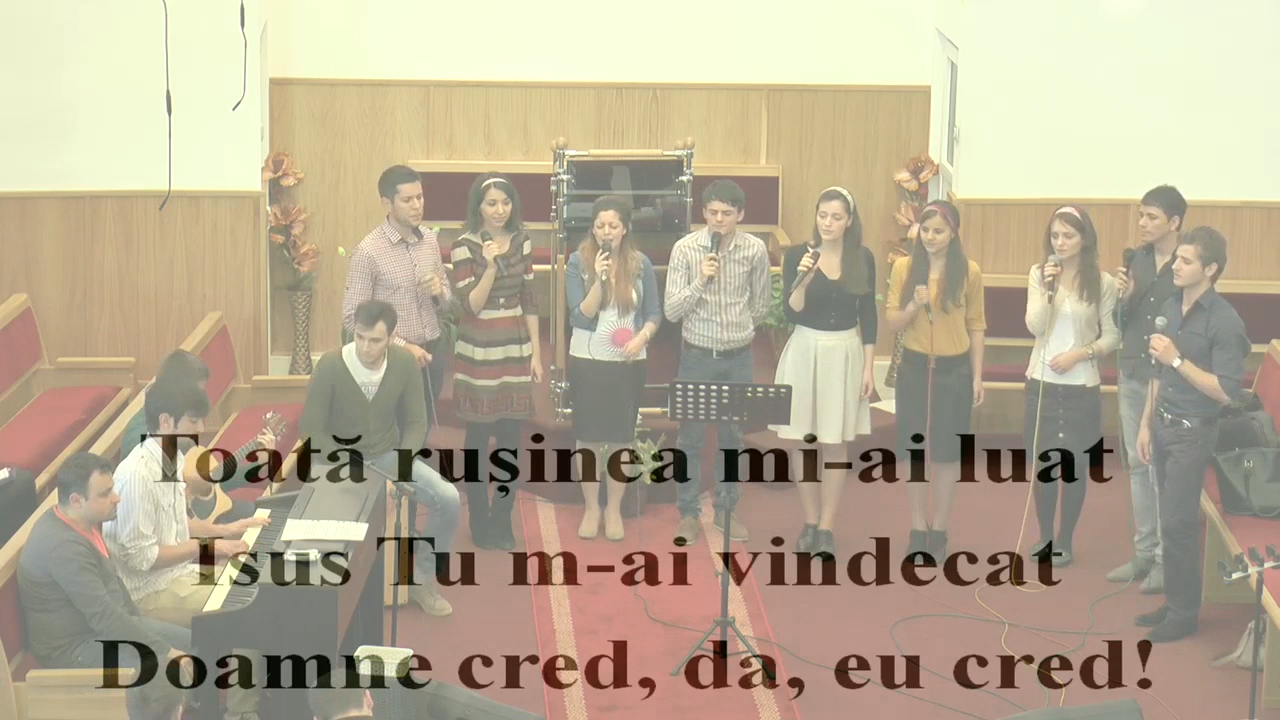 Toată rușinea mi-ai luat
Isus Tu m-ai vindecat
Doamne cred, da, eu cred!